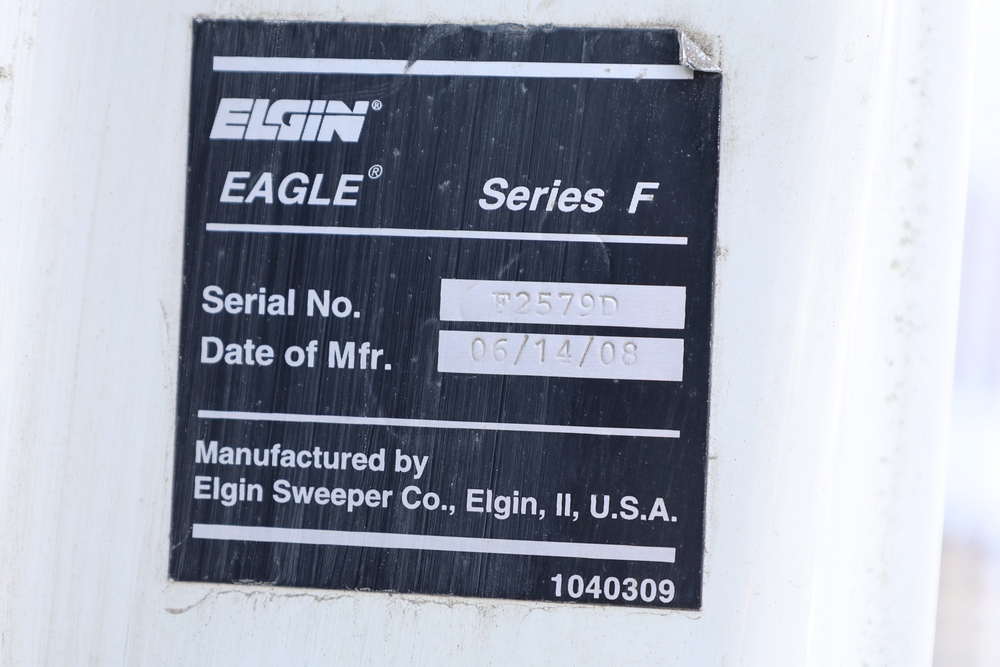 ELGIN®
EAGLE® Series F
Serial No. F2579D
Date of Mfr. 06/14/08
Manufactured by
Elgin Sweeper Co., Elgin, Il, U.S.A.
1040309